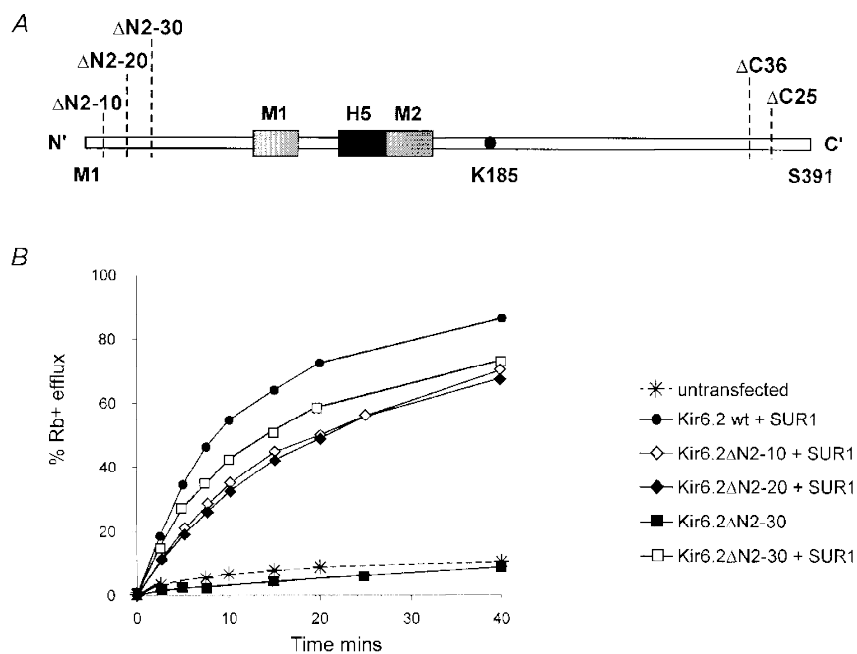 A
ΔN2-30
ΔN2-20
ΔN2-10
ΔC36
ΔC25
M1 H5 M2
N' C'
M1 K185 S391
B
100
80
60
40
20
0
0 10 20 30 40
% Rb+ efflux
Time mins
untransfected
Kir6.2 wt + SUR1
Kir6.2ΔN2-10 + SUR1
Kir6.2ΔN2-20 + SUR1
Kir6.2ΔN2-30
Kir6.2ΔN2-30 + SUR1